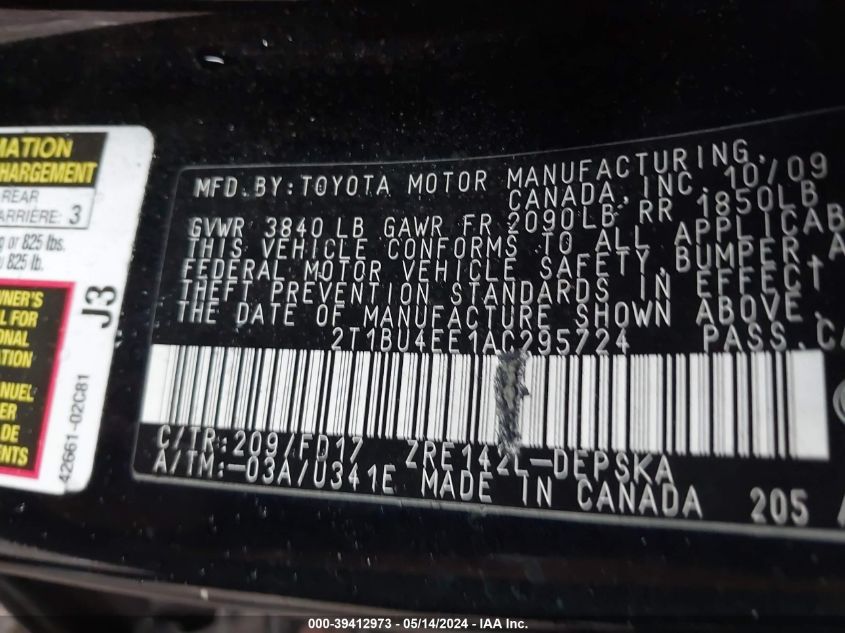 MATION
HARGEMENT
REAR
ARRIÈRE: 3
g or 825 lbs.
825 lb.
WNER'S
L FOR
ONAL
ATION
ANUEL
ER
DE
NTS
J3
42661-02C81
MFD. BY: TOYOTA MOTOR MANUFACTURING,
CANADA, INC. 10/09
GVWR 3840 LB GAWR FR 2090LB RR 1850LB
THIS VEHICLE CONFORMS TO ALL APPLICAB
FEDERAL MOTOR VEHICLE SAFETY, BUMPER, A
THEFT PREVENTION STANDARDS IN EFFECT
THE DATE OF MANUFACTURE SHOWN ABOVE.
2T1BU4EE1AC295724 PASS.CA
C/TR:209/FD17 ZRE142L-DEPSKA
A/TM:-03A/U341E MADE IN CANADA 205 A
000-39412973 - 05/14/2024 - IAA Inc.